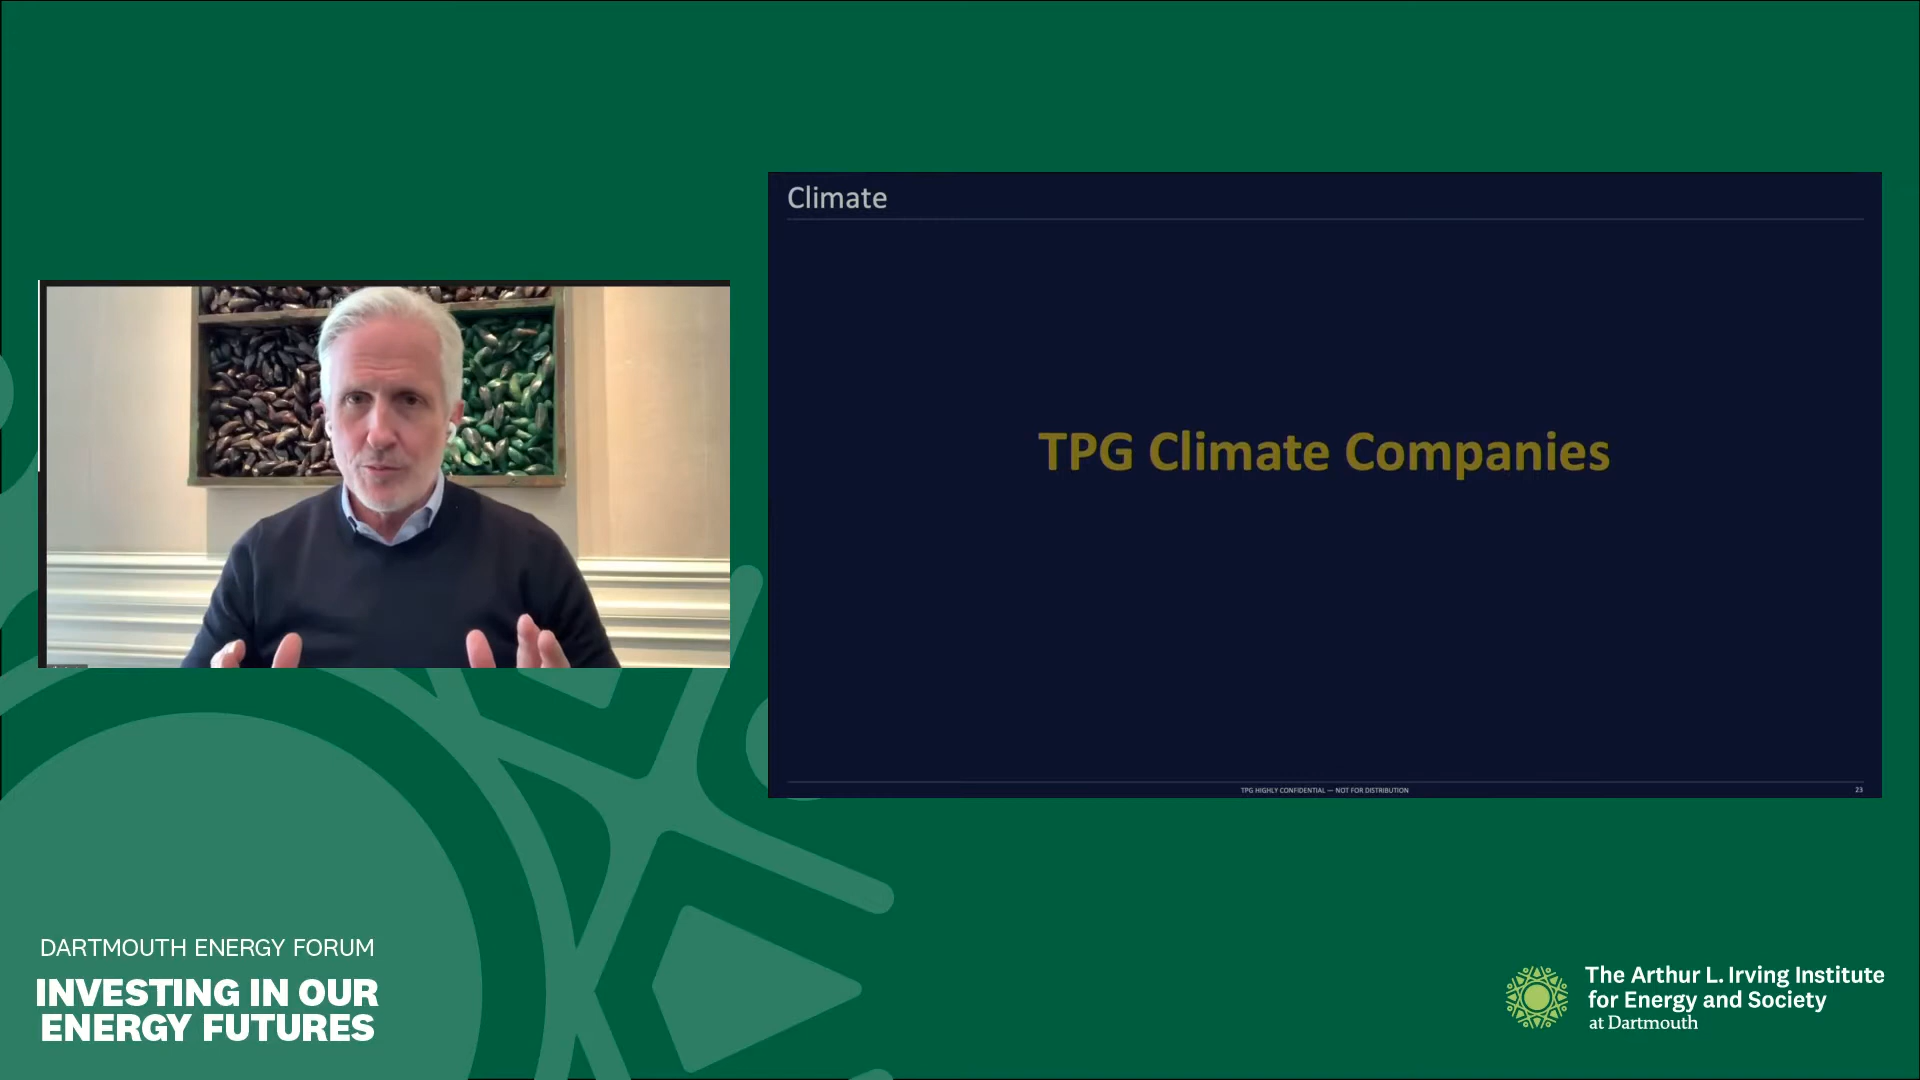 Climate
TPG Climate Companies
TPG HIGHLY CONFIDENTIAL — NOT FOR DISTRIBUTION
23
DARTMOUTH ENERGY FORUM
INVESTING IN OUR
ENERGY FUTURES
The Arthur L. Irving Institute
for Energy and Society
at Dartmouth